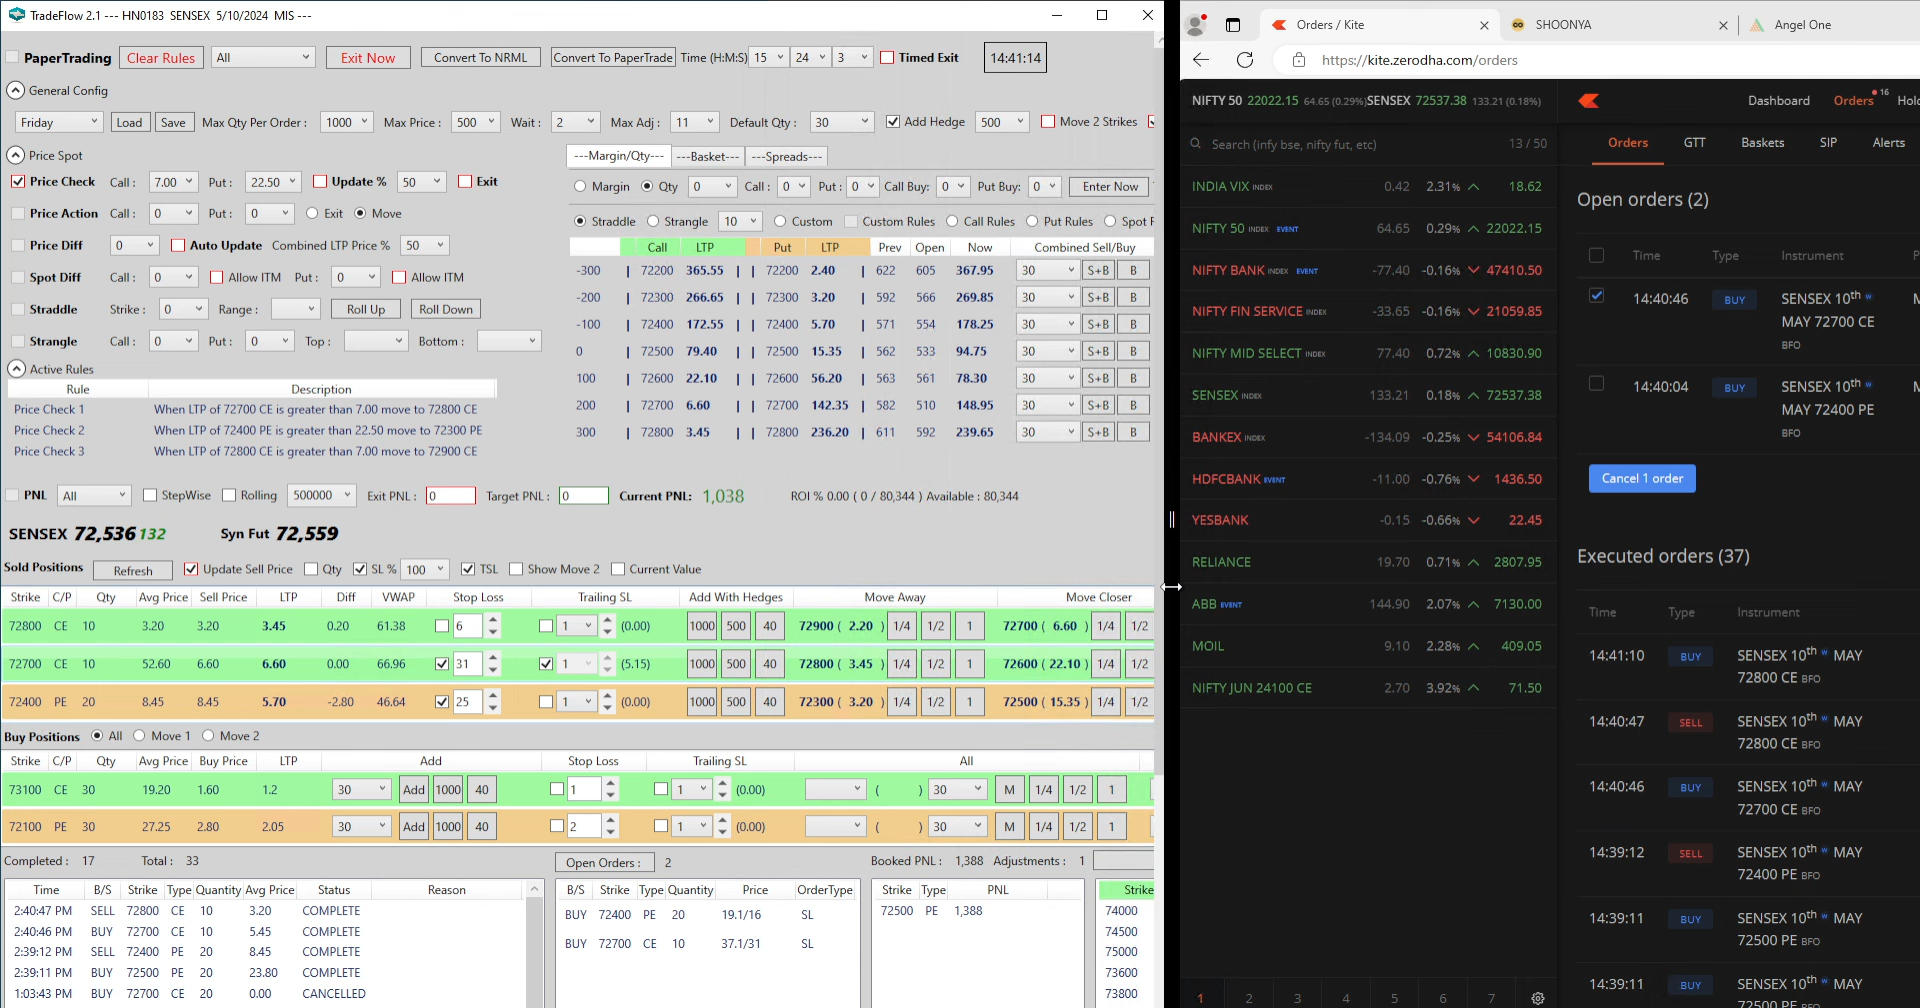 TradeFlow 2.1 --- HN0183 SENSEX 5/10/2024 MIS ---
PaperTrading Clear Rules All Exit Now Convert To NRML Convert To PaperTrade Time (H:M:S) 15 24 3 Timed Exit 14:41:14
General Config
Friday Load Save Max Qty Per Order : 1000 Max Price : 500 Wait : 2 Max Adj : 11 Default Qty : 30 Add Hedge 500 Move 2 Strikes
Price Spot
Price Check Call : 7.00 Put : 22.50 Update % 50 Exit
Price Action Call : 0 Put : 0 Exit Move
Price Diff 0 Auto Update Combined LTP Price % 50
Spot Diff Call : 0 Allow ITM Put : 0 Allow ITM
Straddle Strike : 0 Range : Roll Up Roll Down
Strangle Call : 0 Put : 0 Top : Bottom :
Active Rules
Rule Description
Price Check 1 When LTP of 72700 CE is greater than 7.00 move to 72800 CE
Price Check 2 When LTP of 72400 PE is greater than 22.50 move to 72300 PE
Price Check 3 When LTP of 72800 CE is greater than 7.00 move to 72900 CE
---Margin/Qty--- ---Basket--- ---Spreads---
Margin Qty 0 Call : 0 Put : 0 Call Buy: 0 Put Buy: 0 Enter Now
Straddle Strangle 10 Custom Custom Rules Call Rules Put Rules Spot
Call LTP Put LTP Prev Open Now Combined Sell/Buy
-300 | 72200 365.55 | | 72200 2.40 | 622 605 367.95 30 S+B B
-200 | 72300 266.65 | | 72300 3.20 | 592 566 269.85 30 S+B B
-100 | 72400 172.55 | | 72400 5.70 | 571 554 178.25 30 S+B B
0 | 72500 79.40 | | 72500 15.35 | 562 533 94.75 30 S+B B
100 | 72600 22.10 | | 72600 56.20 | 563 561 78.30 30 S+B B
200 | 72700 6.60 | | 72700 142.35 | 582 510 148.95 30 S+B B
300 | 72800 3.45 | | 72800 236.20 | 611 592 239.65 30 S+B B
PNL All StepWise Rolling 500000 Exit PNL : 0 Target PNL : 0 Current PNL: 1,038 ROI % 0.00 ( 0 / 80,344 ) Available : 80,344
SENSEX 72,536 132 Syn Fut 72,559
Sold Positions Refresh Update Sell Price Qty SL % 100 TSL Show Move 2 Current Value
Strike C/P Qty Avg Price Sell Price LTP Diff VWAP Stop Loss Trailing SL Add With Hedges Move Away Move Closer
72800 CE 10 3.20 3.20 3.45 0.20 61.38 6 1 (0.00) 1000 500 40 72900 ( 2.20 ) 1/4 1/2 1 72700 ( 6.60 ) 1/4 1/2
72700 CE 10 52.60 6.60 6.60 0.00 66.96 31 1 (5.15) 1000 500 40 72800 ( 3.45 ) 1/4 1/2 1 72600 ( 22.10 ) 1/4 1/2
72400 PE 20 8.45 8.45 5.70 -2.80 46.64 25 1 (0.00) 1000 500 40 72300 ( 3.20 ) 1/4 1/2 1 72500 ( 15.35 ) 1/4 1/2
Buy Positions All Move 1 Move 2
Strike C/P Qty Avg Price Buy Price LTP Add Stop Loss Trailing SL All
73100 CE 30 19.20 1.60 1.2 30 Add 1000 40 1 1 (0.00) ( ) 30 M 1/4 1/2 1
72100 PE 30 27.25 2.80 2.05 30 Add 1000 40 2 1 (0.00) ( ) 30 M 1/4 1/2 1
Completed : 17 Total : 33
Time B/S Strike Type Quantity Avg Price Status Reason
2:40:47 PM SELL 72800 CE 10 3.20 COMPLETE
2:40:46 PM BUY 72700 CE 10 5.45 COMPLETE
2:39:12 PM SELL 72400 PE 20 8.45 COMPLETE
2:39:11 PM BUY 72500 PE 20 23.80 COMPLETE
1:03:43 PM BUY 72700 CE 20 0.00 CANCELLED
Open Orders : 2
B/S Strike Type Quantity Price OrderType
BUY 72400 PE 20 19.1/16 SL
BUY 72700 CE 10 37.1/31 SL
Booked PNL : 1,388 Adjustments : 1
Strike Type PNL
72500 PE 1,388
Strike
74000
74500
75000
73600
73800
Orders / Kite SHOONYA Angel One
https://kite.zerodha.com/orders
NIFTY 50 22022.15 64.65 (0.29%) SENSEX 72537.38 133.21 (0.18%)
Search (infy bse, nifty fut, etc) 13 / 50
INDIA VIX INDEX 0.42 2.31% 18.62
NIFTY 50 INDEX EVENT 64.65 0.29% 22022.15
NIFTY BANK INDEX EVENT -77.40 -0.16% 47410.50
NIFTY FIN SERVICE INDEX -33.65 -0.16% 21059.85
NIFTY MID SELECT INDEX 77.40 0.72% 10830.90
SENSEX INDEX 133.21 0.18% 72537.38
BANKEX INDEX -134.09 -0.25% 54106.84
HDFCBANK EVENT -11.00 -0.76% 1436.50
YESBANK -0.15 -0.66% 22.45
RELIANCE 19.70 0.71% 2807.95
ABB EVENT 144.90 2.07% 7130.00
MOIL 9.10 2.28% 409.05
NIFTY JUN 24100 CE 2.70 3.92% 71.50
1 2 3 4 5 6 7
Dashboard Orders 16 Hol
Orders GTT Baskets SIP Alerts
Open orders (2)
Time Type Instrument P
14:40:46 BUY SENSEX 10th w
MAY 72700 CE
BFO
14:40:04 BUY SENSEX 10th w
MAY 72400 PE
BFO
Cancel 1 order
Executed orders (37)
Time Type Instrument
14:41:10 BUY SENSEX 10th w MAY
72800 CE BFO
14:40:47 SELL SENSEX 10th w MAY
72800 CE BFO
14:40:46 BUY SENSEX 10th w MAY
72700 CE BFO
14:39:12 SELL SENSEX 10th w MAY
72400 PE BFO
14:39:11 BUY SENSEX 10th w MAY
72500 PE BFO
14:39:11 BUY SENSEX 10th w MAY
72500 PE BFO